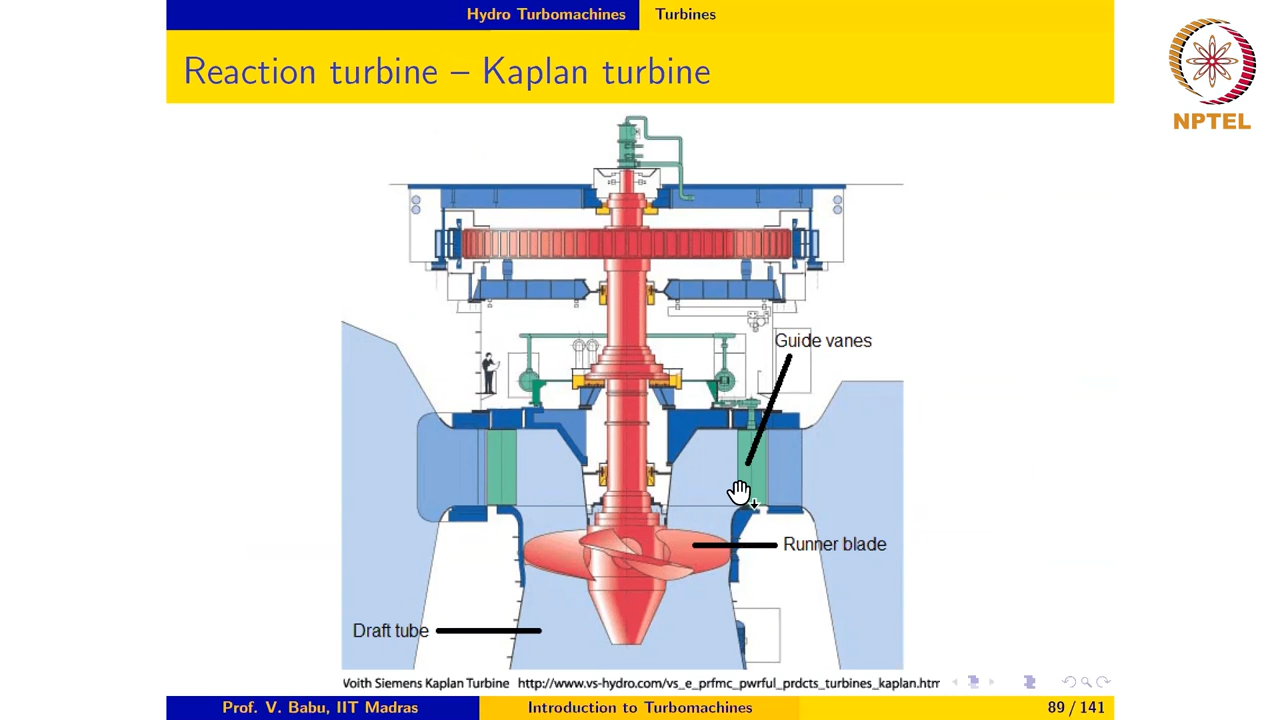 Hydro Turbomachines Turbines
Reaction turbine – Kaplan turbine
NPTEL
Guide vanes
Runner blade
Draft tube
Voith Siemens Kaplan Turbine http://www.vs-hydro.com/vs_e_prfmc_pwrful_prdcts_turbines_kaplan.htm
Prof. V. Babu, IIT Madras Introduction to Turbomachines 89 / 141